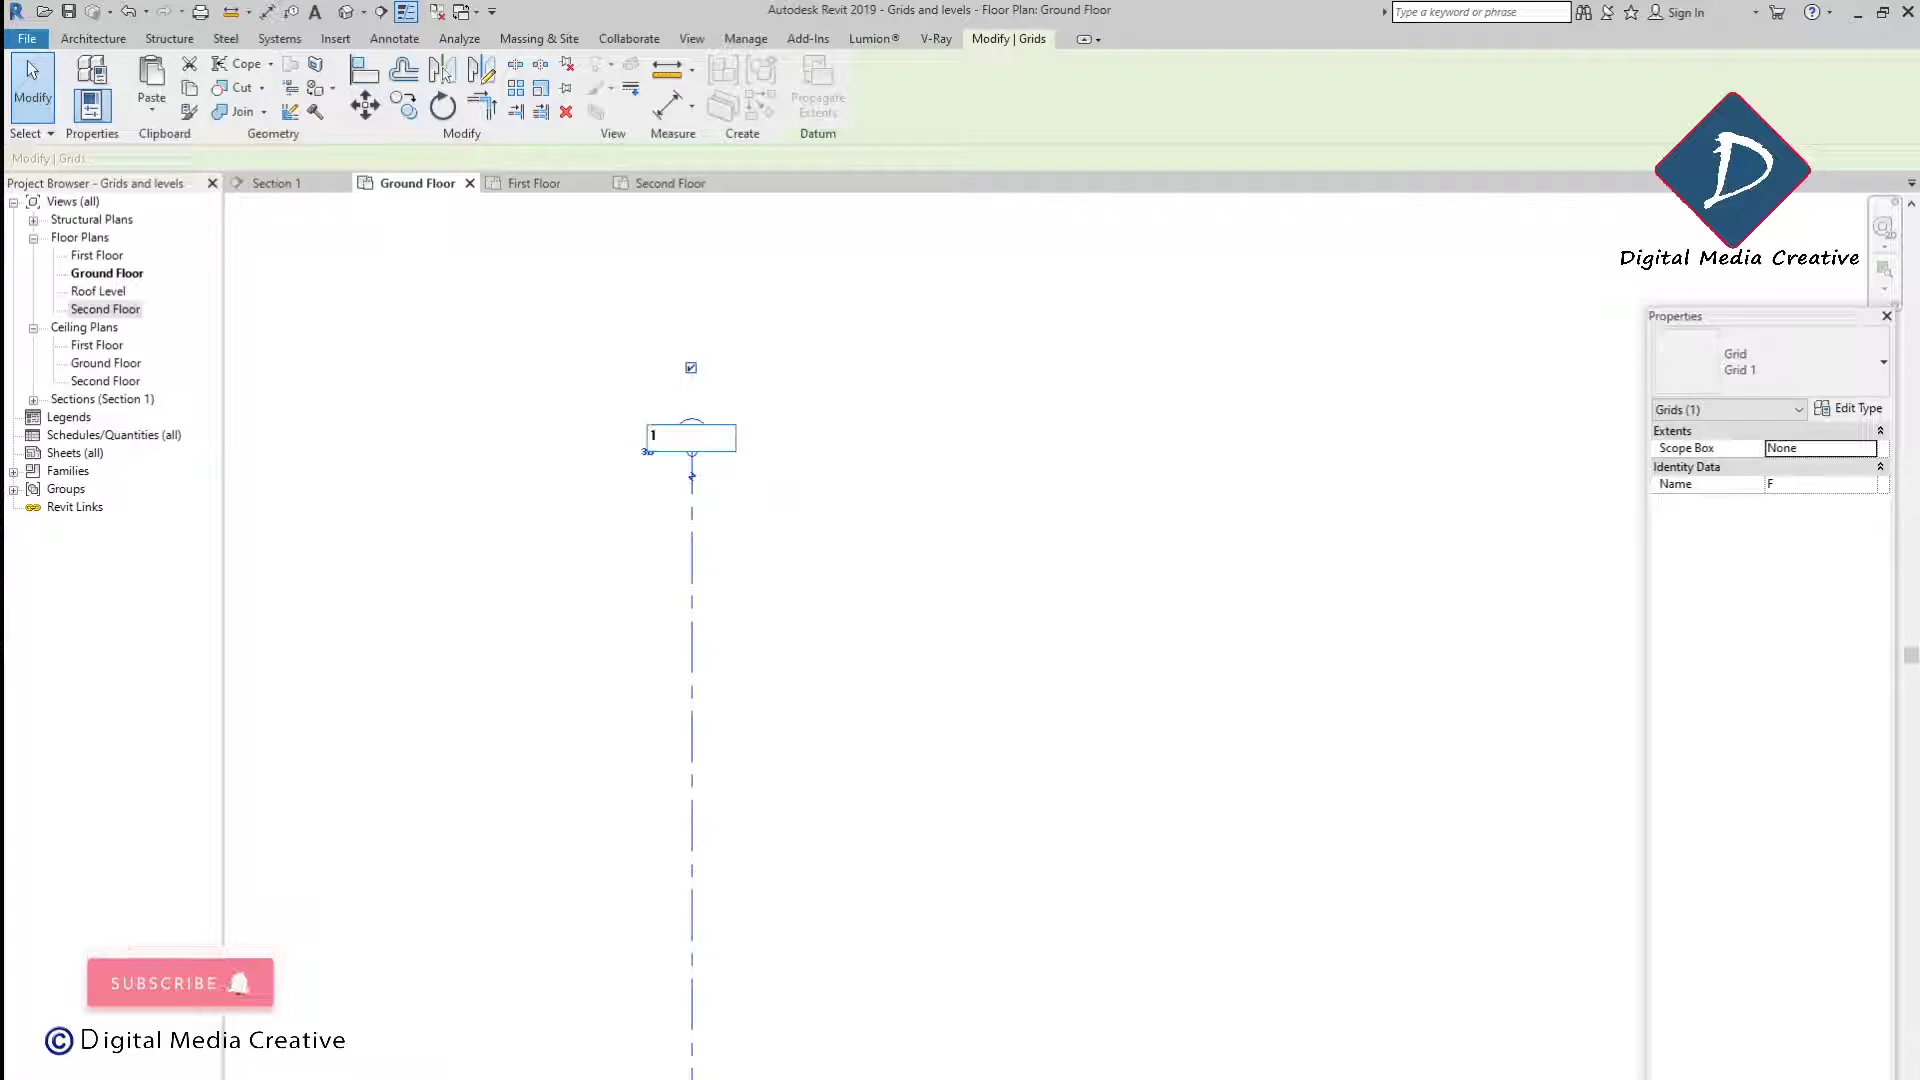 Autodesk Revit 2019 - Grids and levels - Floor Plan: Ground Floor
Type a keyword or phrase
Sign In
File Architecture Structure Steel Systems Insert Annotate Analyze Massing & Site Collaborate View Manage Add-Ins Lumion® V-Ray Modify | Grids
Modify
Paste
Cope
Cut
Join
Propagate
Extents
Select Properties Clipboard Geometry Modify View Measure Create Datum
Modify | Grids
Project Browser - Grids and levels
Section 1
Ground Floor
First Floor
Second Floor
Views (all)
Structural Plans
Floor Plans
First Floor
Ground Floor
Roof Level
Second Floor
Ceiling Plans
First Floor
Ground Floor
Second Floor
Sections (Section 1)
Legends
Schedules/Quantities (all)
Sheets (all)
Families
Groups
Revit Links
1
D
Digital Media Creative
2D
Properties
Grid
Grid 1
Grids (1)
Edit Type
Extents
Scope Box
None
Identity Data
Name
F
SUBSCRIBE
© Digital Media Creative